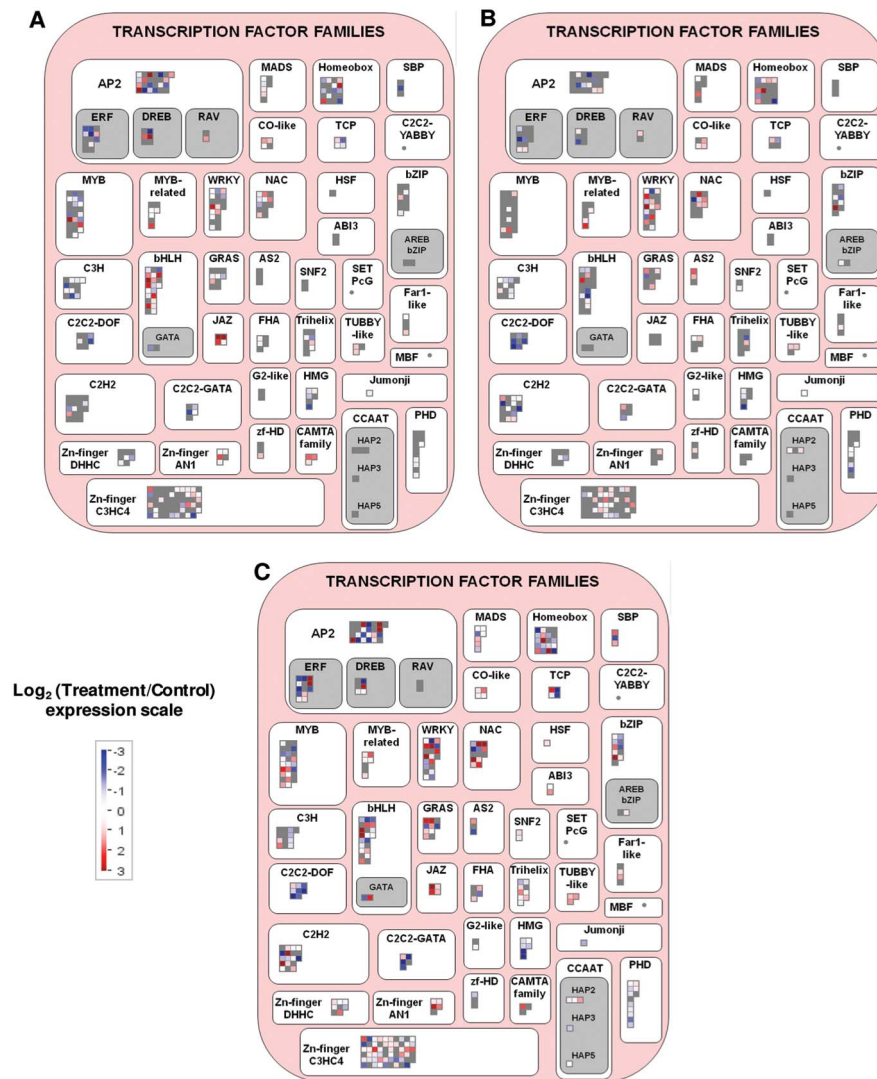 A
TRANSCRIPTION FACTOR FAMILIES
AP2
MADS
Homeobox
SBP
ERF
DREB
RAV
CO-like
TCP
C2C2-
YABBY
MYB
MYB-
related
WRKY
NAC
HSF
bZIP
ABI3
AREB
bZIP
C3H
bHLH
GRAS
AS2
SNF2
SET
PcG
Far1-
like
C2C2-DOF
GATA
JAZ
FHA
Trihelix
TUBBY
-like
MBF
C2H2
C2C2-GATA
G2-like
HMG
Jumonji
CCAAT
PHD
HAP2
Zn-finger
DHHC
Zn-finger
AN1
zf-HD
CAMTA
family
HAP3
Zn-finger
C3HC4
HAP5
B
TRANSCRIPTION FACTOR FAMILIES
AP2
MADS
Homeobox
SBP
ERF
DREB
RAV
CO-like
TCP
C2C2-
YABBY
MYB
MYB-
related
WRKY
NAC
HSF
bZIP
ABI3
AREB
bZIP
C3H
bHLH
GRAS
AS2
SNF2
SET
PcG
Far1-
like
C2C2-DOF
GATA
JAZ
FHA
Trihelix
TUBBY
-like
MBF
C2H2
C2C2-GATA
G2-like
HMG
Jumonji
CCAAT
PHD
HAP2
Zn-finger
DHHC
Zn-finger
AN1
zf-HD
CAMTA
family
HAP3
Zn-finger
C3HC4
HAP5
C
TRANSCRIPTION FACTOR FAMILIES
AP2
MADS
Homeobox
SBP
ERF
DREB
RAV
CO-like
TCP
C2C2-
YABBY
MYB
MYB-
related
WRKY
NAC
HSF
bZIP
ABI3
AREB
bZIP
C3H
bHLH
GRAS
AS2
SNF2
SET
PcG
Far1-
like
C2C2-DOF
GATA
JAZ
FHA
Trihelix
TUBBY
-like
MBF
C2H2
C2C2-GATA
G2-like
HMG
Jumonji
CCAAT
PHD
HAP2
Zn-finger
DHHC
Zn-finger
AN1
zf-HD
CAMTA
family
HAP3
Zn-finger
C3HC4
HAP5
Log₂ (Treatment/Control)
expression scale
-3
-2
-1
0
1
2
3